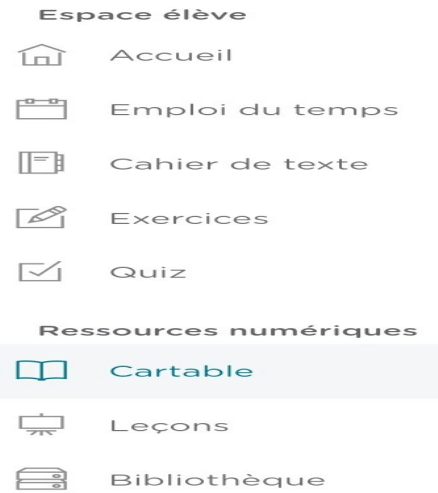 Espace élève
Accueil
Emploi du temps
Cahier de texte
Exercices
Quiz
Ressources numériques
Cartable
Leçons
Bibliothèque